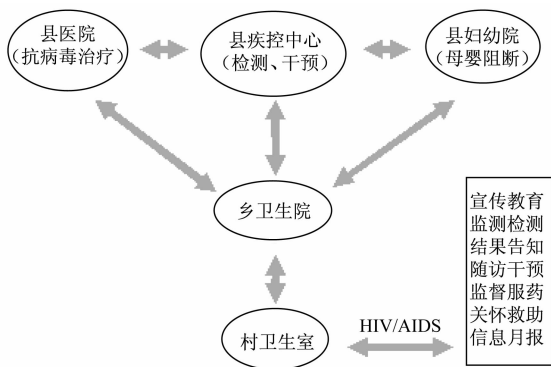 县医院
(抗病毒治疗)
县疾控中心
(检测、干预)
县妇幼院
(母婴阻断)
乡卫生院
村卫生室
HIV/AIDS
宣传教育
监测检测
结果告知
随访干预
监督服药
关怀救助
信息月报